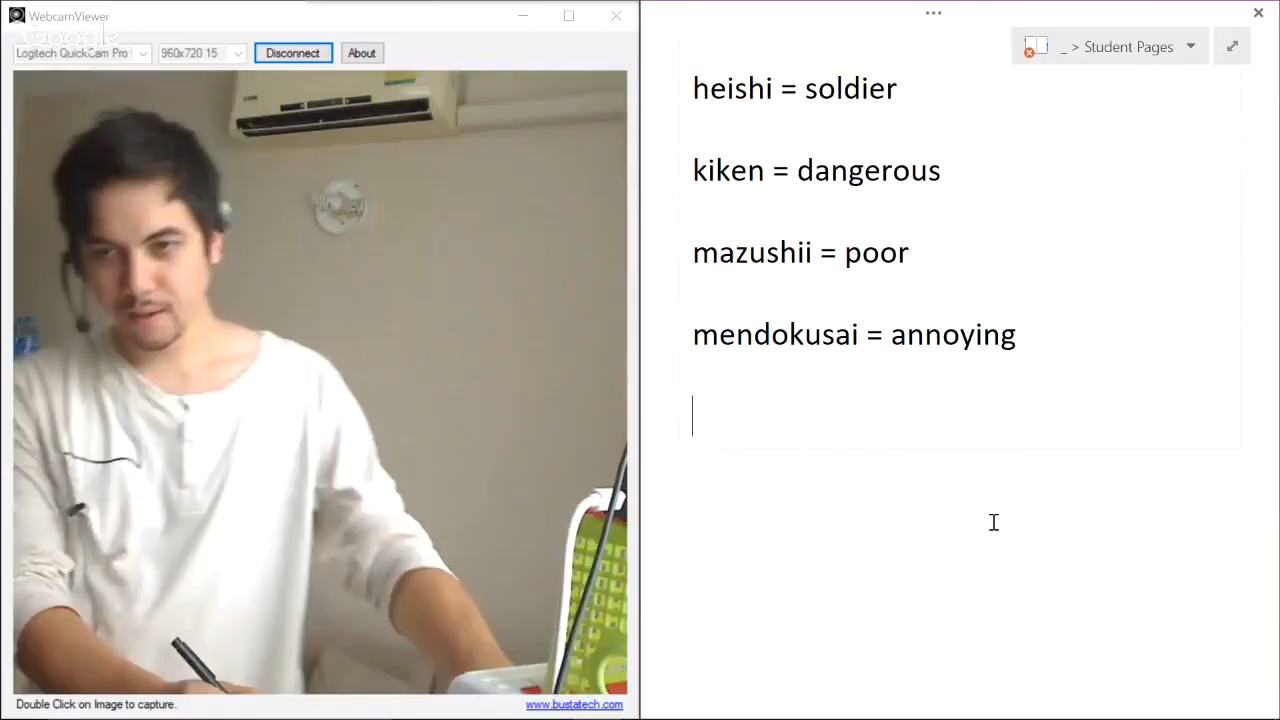 WebcamViewer
Google
Logitech QuickCam Pro
960x720 15
Disconnect
About
_ > Student Pages
heishi = soldier
kiken = dangerous
mazushii = poor
mendokusai = annoying
Double Click on Image to capture.
www.bustatech.com